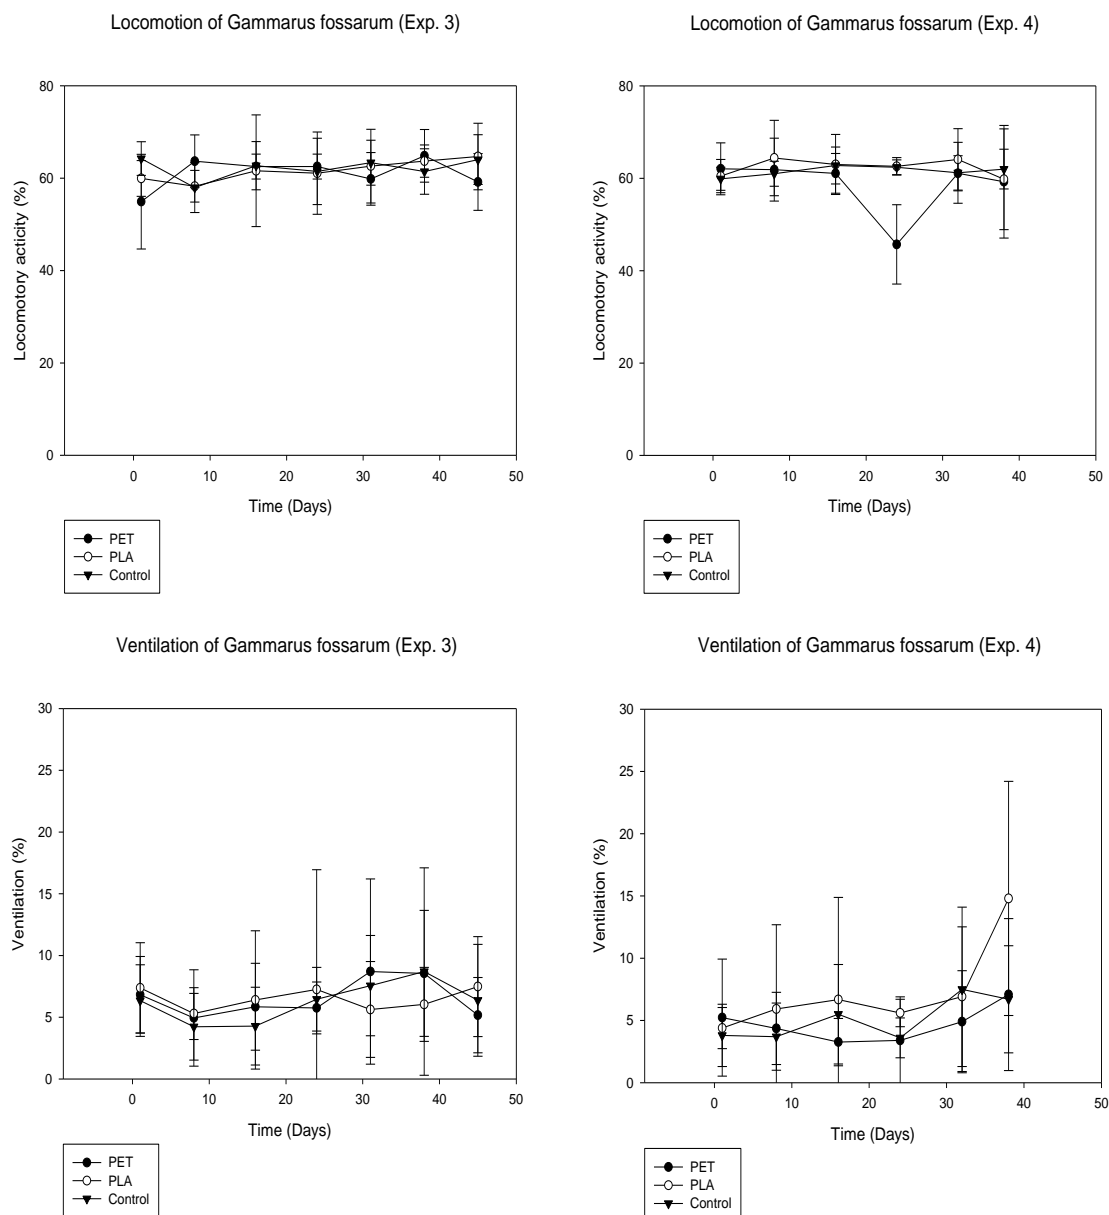 Locomotion of Gammarus fossarum (Exp. 3)
80
60
40
20
0
Locomotory acticity (%)
0 10 20 30 40 50
Time (Days)
PET
PLA
Control
Locomotion of Gammarus fossarum (Exp. 4)
80
60
40
20
0
Locomotory activity (%)
0 10 20 30 40 50
Time (Days)
PET
PLA
Control
Ventilation of Gammarus fossarum (Exp. 3)
30
25
20
15
10
5
0
Ventilation (%)
0 10 20 30 40 50
Time (Days)
PET
PLA
Control
Ventilation of Gammarus fossarum (Exp. 4)
30
25
20
15
10
5
0
Ventilation (%)
0 10 20 30 40 50
Time (Days)
PET
PLA
Control